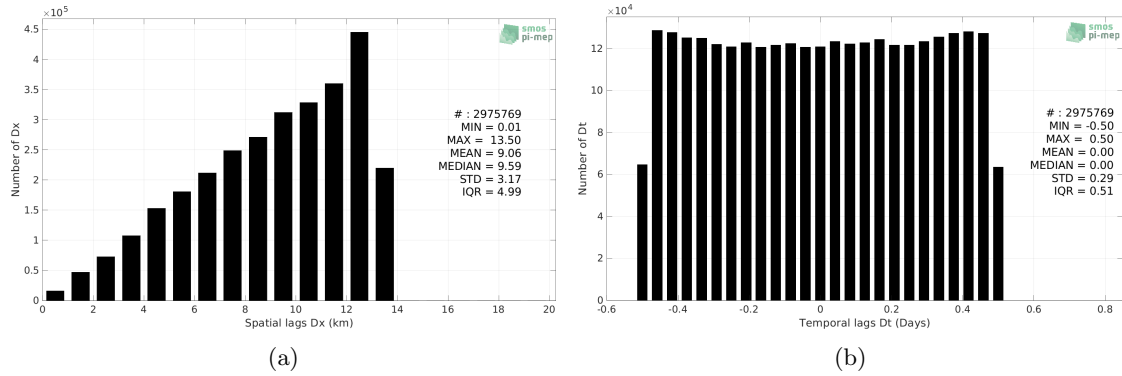 ×10⁵
4.5
4
3.5
3
2.5
2
1.5
1
0.5
0
Number of Dx
smos
pi-mep
# : 2975769
MIN = 0.01
MAX = 13.50
MEAN = 9.06
MEDIAN = 9.59
STD = 3.17
IQR = 4.99
0 2 4 6 8 10 12 14 16 18 20
Spatial lags Dx (km)
(a)
×10⁴
12
10
8
6
4
2
0
Number of Dt
smos
pi-mep
# : 2975769
MIN = -0.50
MAX = 0.50
MEAN = 0.00
MEDIAN = 0.00
STD = 0.29
IQR = 0.51
-0.6 -0.4 -0.2 0 0.2 0.4 0.6 0.8
Temporal lags Dt (Days)
(b)